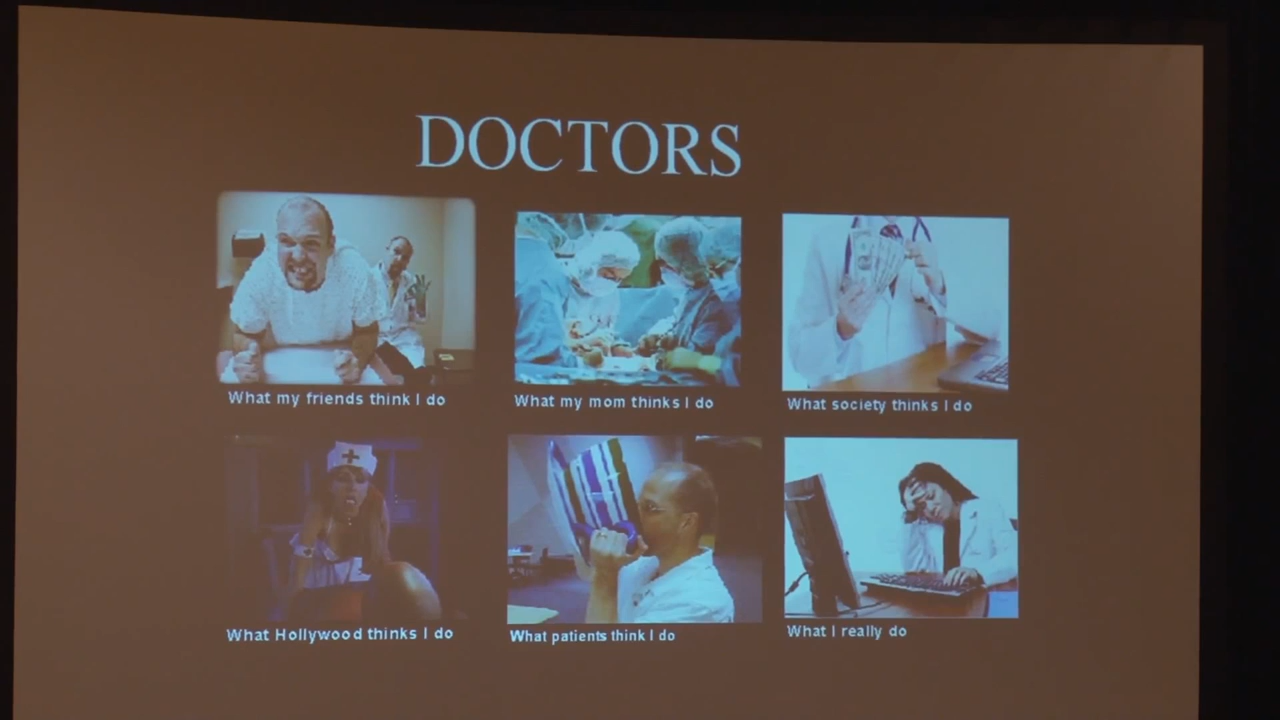 DOCTORS
What my friends think I do
What my mom thinks I do
What society thinks I do
What Hollywood thinks I do
What patients think I do
What I really do